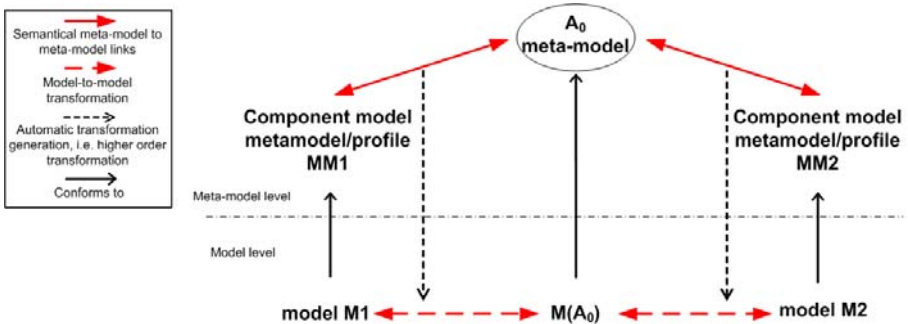 Semantical meta-model to
meta-model links
Model-to-model
transformation
Automatic transformation
generation, i.e. higher order
transformation
Conforms to
A₀
meta-model
Component model
metamodel/profile
MM1
Component model
metamodel/profile
MM2
Meta-model level
Model level
model M1
M(A₀)
model M2